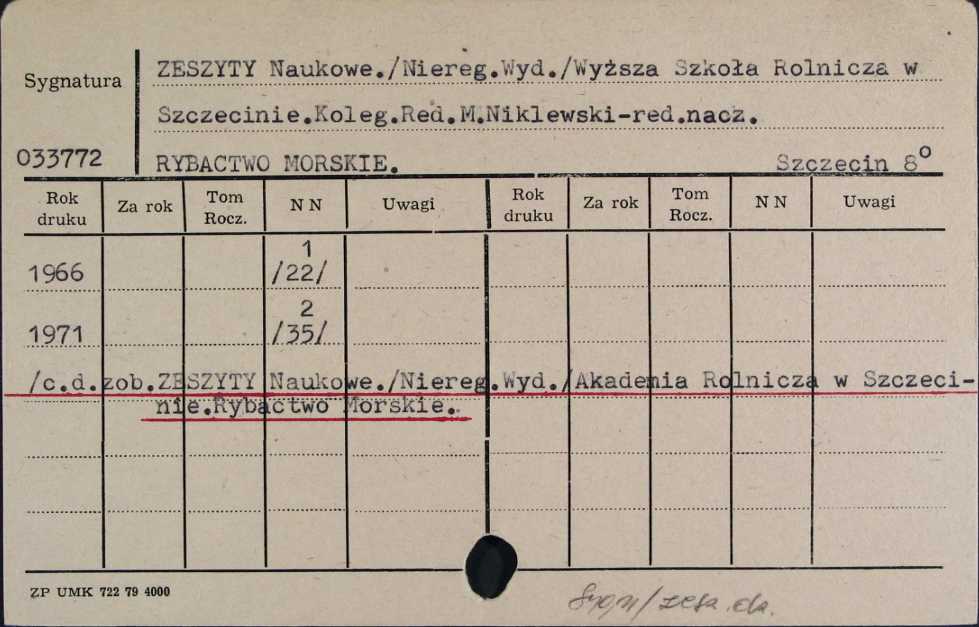 ZESZYTY Naukowe./Niereg.Wyd./Wyższa Szkoła Rolnicza w
Sygnatura
Szczecinie.Koleg.Red.M.Niklewski-red.nacz.
033772 RYBACTWO MORSKIE. Szczecin 8°
Rok druku Za rok Tom Rocz. N N Uwagi Rok druku Za rok Tom Rocz. N N Uwagi
1
1966 /22/
2
1971 /35/
/c.d.zob.ZESZYTY Naukowe./Niereg.Wyd./Akademia Rolnicza w Szczeci-
nie.Rybactwo Morskie.
ZP UMK 722 79 4000